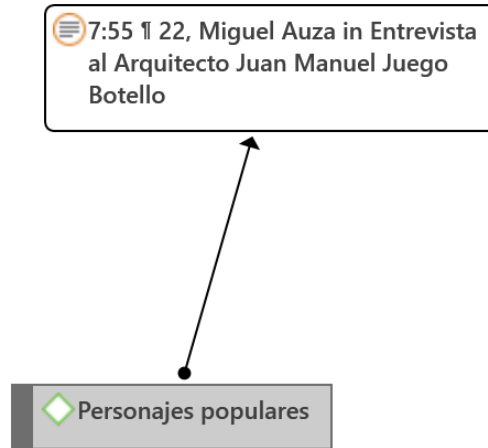 7:55 ¶ 22, Miguel Auza in Entrevista
al Arquitecto Juan Manuel Juego
Botello
Personajes populares